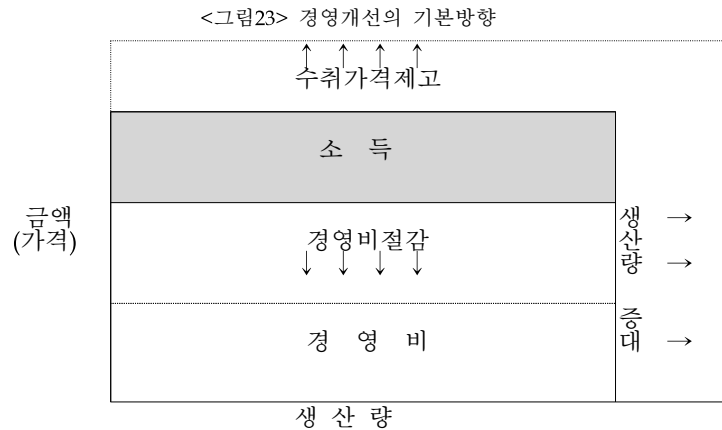 <그림23> 경영개선의 기본방향
↑ ↑ ↑ ↑
수취가격제고
소 득
금액
(가격)
경영비절감
↓ ↓ ↓ ↓
생 →
산
량 →
증
대 →
경 영 비
생 산 량